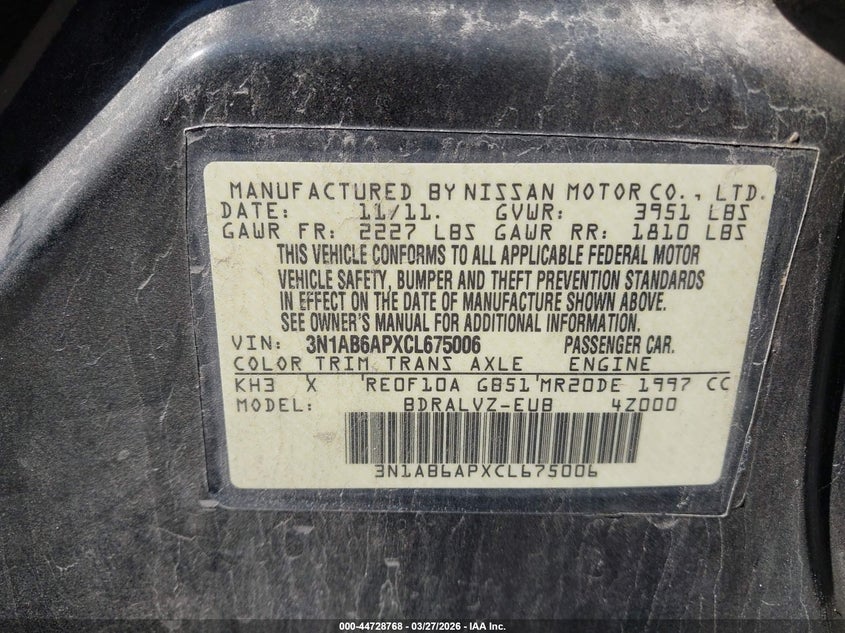 MANUFACTURED BY NISSAN MOTOR CO., LTD.
DATE: 11/11. GVWR: 3951 LBS
GAWR FR: 2227 LBS GAWR RR: 1810 LBS
THIS VEHICLE CONFORMS TO ALL APPLICABLE FEDERAL MOTOR
VEHICLE SAFETY, BUMPER AND THEFT PREVENTION STANDARDS
IN EFFECT ON THE DATE OF MANUFACTURE SHOWN ABOVE.
SEE OWNER'S MANUAL FOR ADDITIONAL INFORMATION.
VIN: 3N1AB6APXCL675006 PASSENGER CAR.
COLOR TRIM TRANS AXLE ENGINE
KH3 X RE0F10A GB51 MR20DE 1997 CC
MODEL: BDRALVZ-EUB 4Z000
3N1AB6APXCL675006
000-44728768 - 03/27/2026 - IAA Inc.